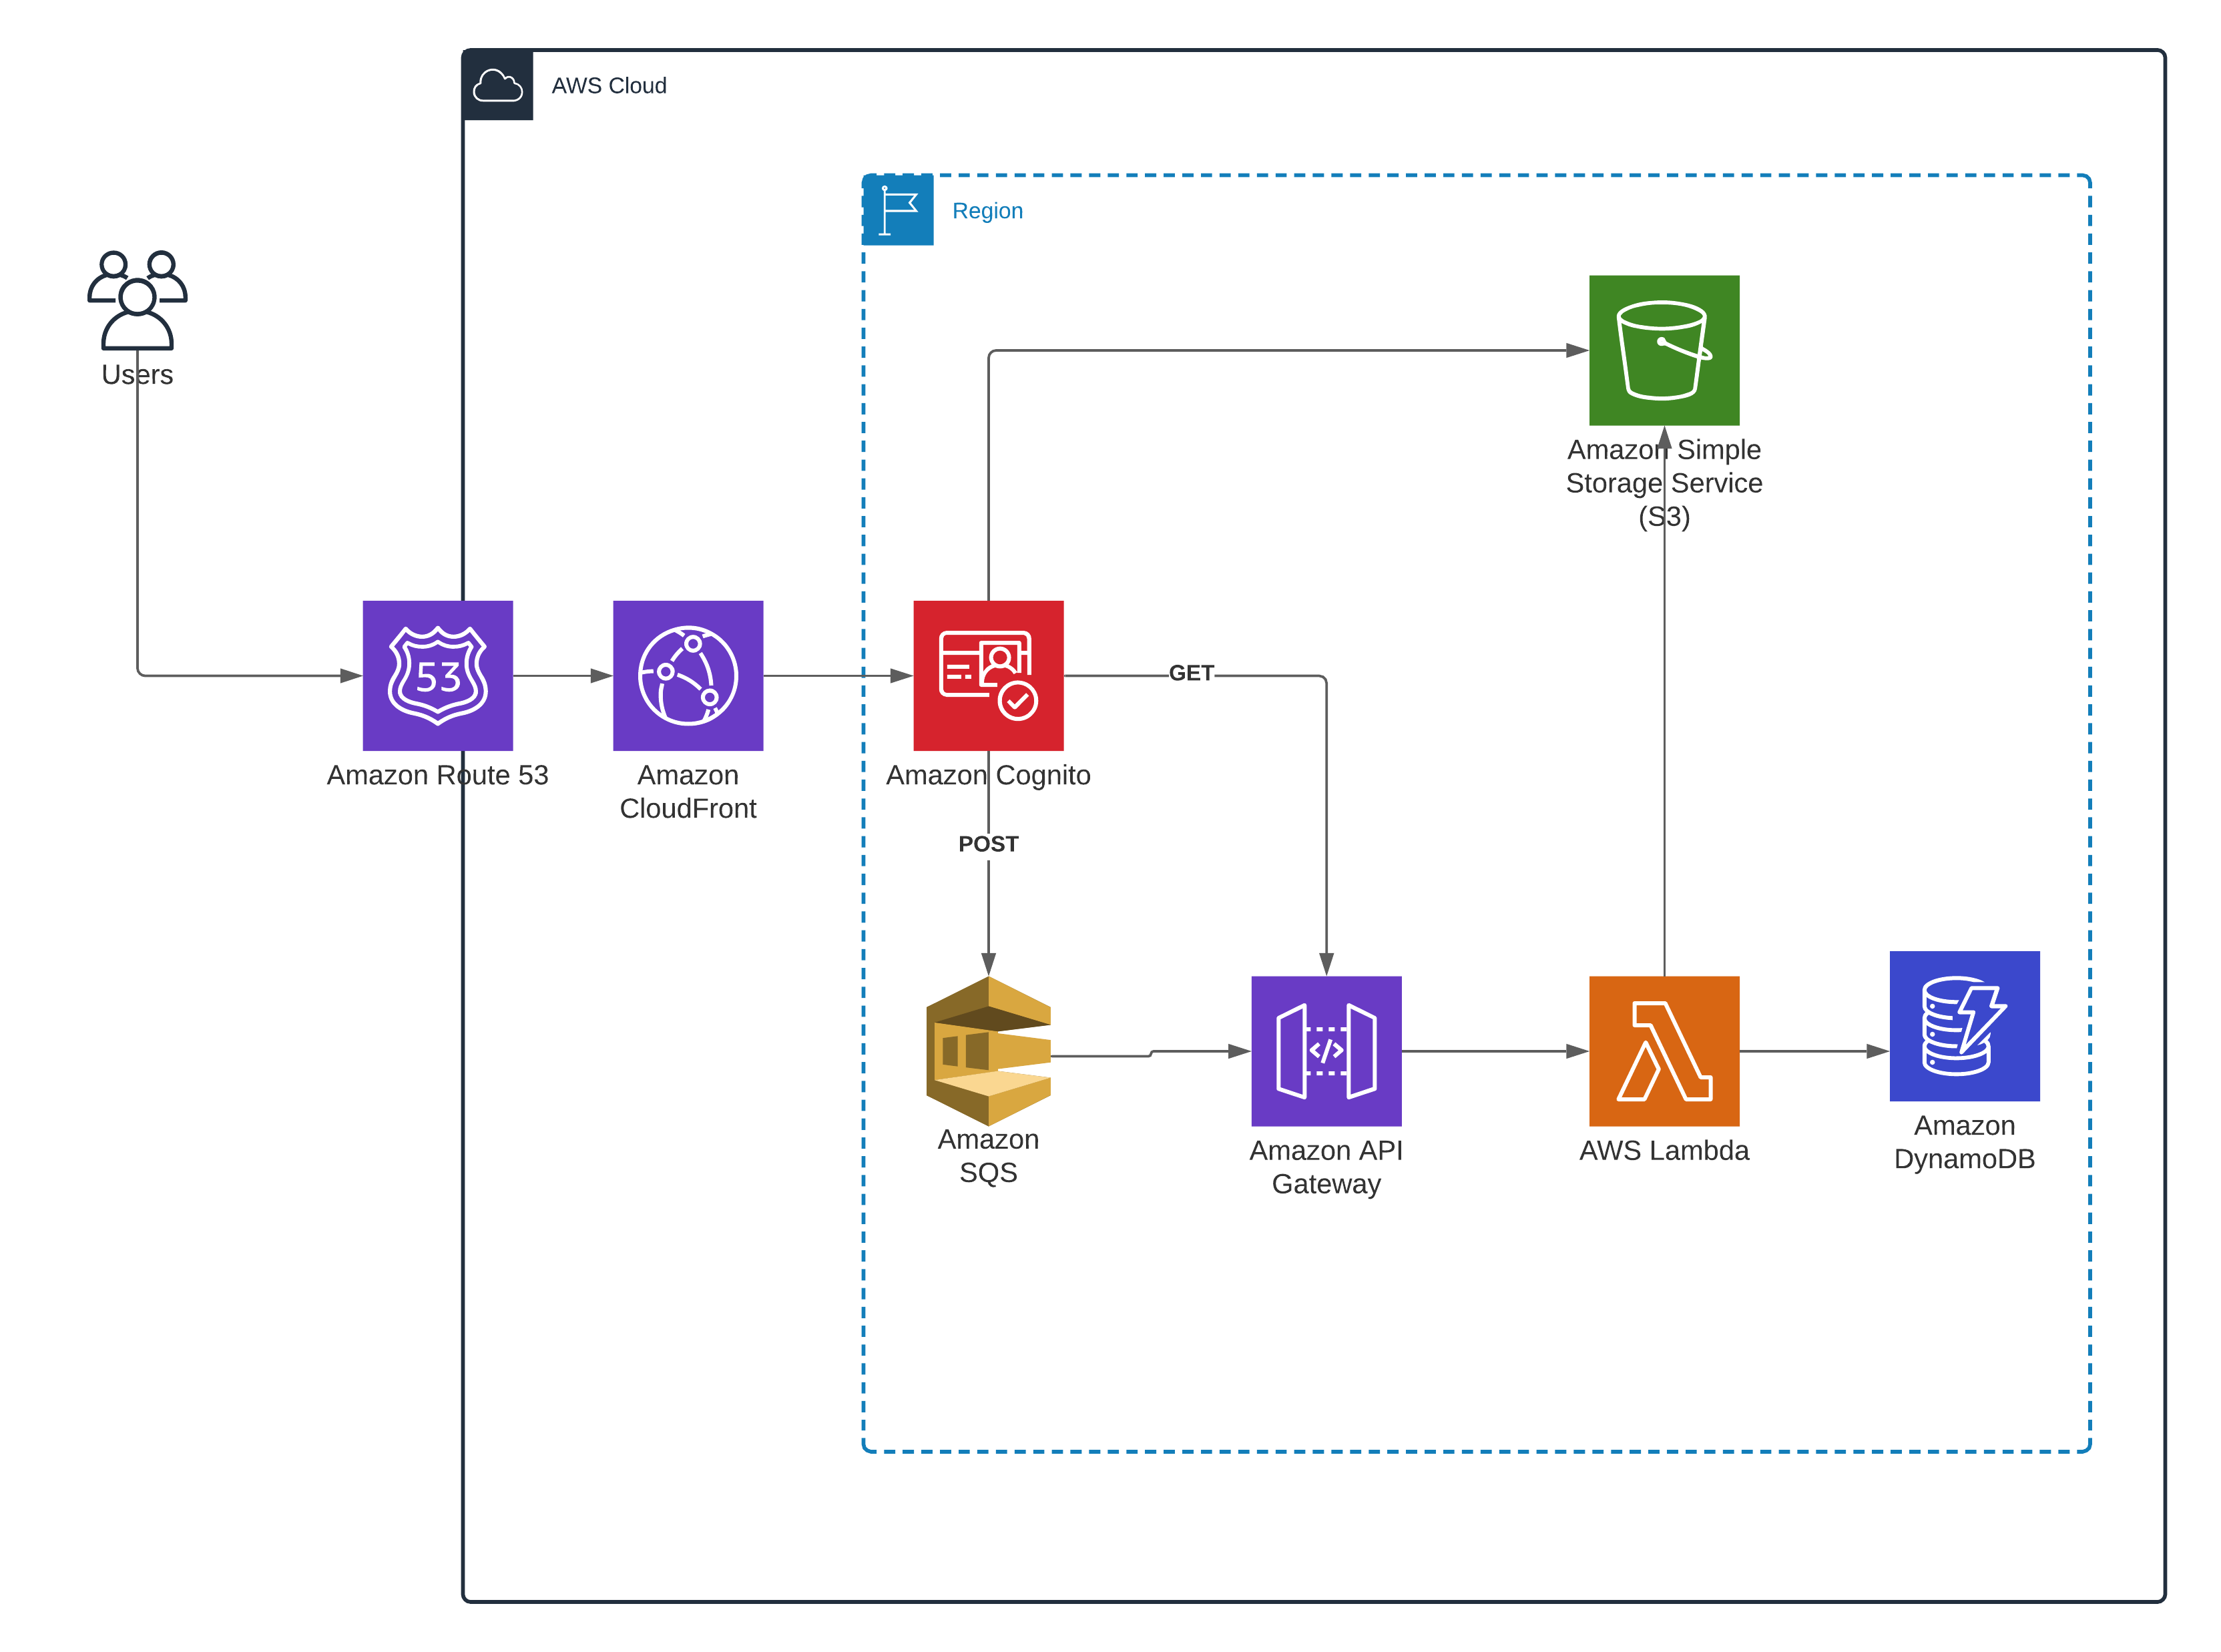 AWS Cloud
Region
Users
Amazon Simple
Storage Service
(S3)
53
GET
Amazon Route 53
Amazon
CloudFront
Amazon Cognito
POST
</>
Amazon
SQS
Amazon API
Gateway
AWS Lambda
Amazon
DynamoDB